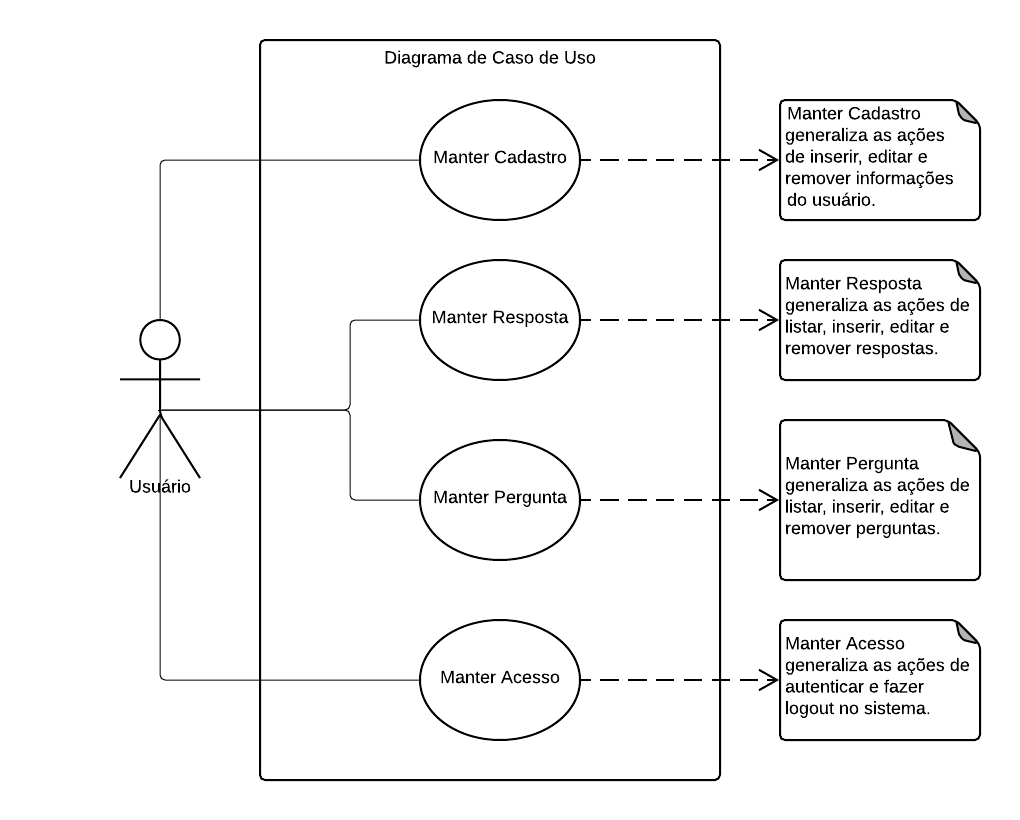 Diagrama de Caso de Uso
Manter Cadastro
Manter Cadastro
generaliza as ações
de inserir, editar e
remover informações
do usuário.
Manter Resposta
Manter Resposta
generaliza as ações de
listar, inserir, editar e
remover respostas.
Usuário
Manter Pergunta
Manter Pergunta
generaliza as ações de
listar, inserir, editar e
remover perguntas.
Manter Acesso
Manter Acesso
generaliza as ações de
autenticar e fazer
logout no sistema.